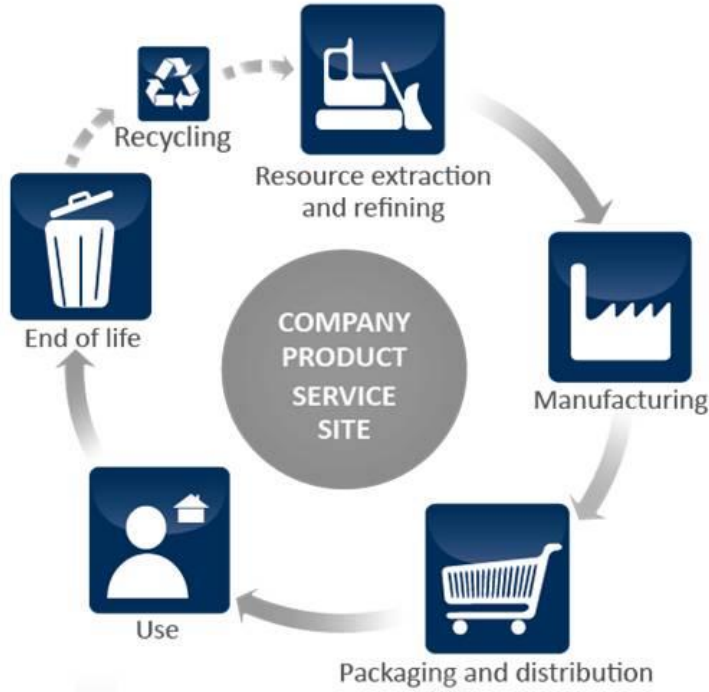 Recycling
Resource extraction
and refining
End of life
COMPANY
PRODUCT
SERVICE
SITE
Manufacturing
Use
Packaging and distribution